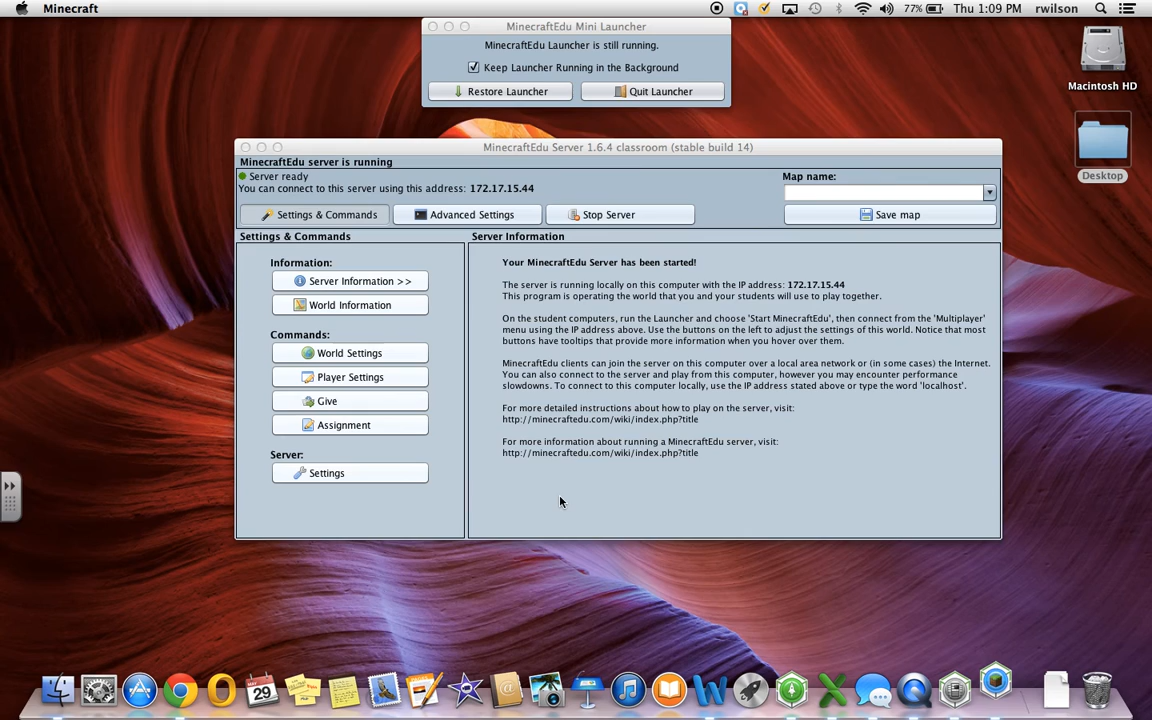 Minecraft
77%
Thu 1:09 PM
rwilson
MinecraftEdu Mini Launcher
MinecraftEdu Launcher is still running.
Keep Launcher Running in the Background
Restore Launcher
Quit Launcher
Macintosh HD
Desktop
MinecraftEdu Server 1.6.4 classroom (stable build 14)
MinecraftEdu server is running
Server ready
You can connect to this server using this address: 172.17.15.44
Map name:
Settings & Commands
Advanced Settings
Stop Server
Save map
Settings & Commands
Information:
Server Information >>
World Information
Commands:
World Settings
Player Settings
Give
Assignment
Server:
Settings
Server Information
Your MinecraftEdu Server has been started!
The server is running locally on this computer with the IP address: 172.17.15.44
This program is operating the world that you and your students will use to play together.
On the student computers, run the Launcher and choose 'Start MinecraftEdu', then connect from the 'Multiplayer'
menu using the IP address above. Use the buttons on the left to adjust the settings of this world. Notice that most
buttons have tooltips that provide more information when you hover over them.
MinecraftEdu clients can join the server on this computer over a local area network or (in some cases) the Internet.
You can also connect to the server and play from this computer, however you may encounter performance
slowdowns. To connect to this computer locally, use the IP address stated above or type the word 'localhost'.
For more detailed instructions about how to play on the server, visit:
http://minecraftedu.com/wiki/index.php?title
For more information about running a MinecraftEdu server, visit:
http://minecraftedu.com/wiki/index.php?title
MAY
29